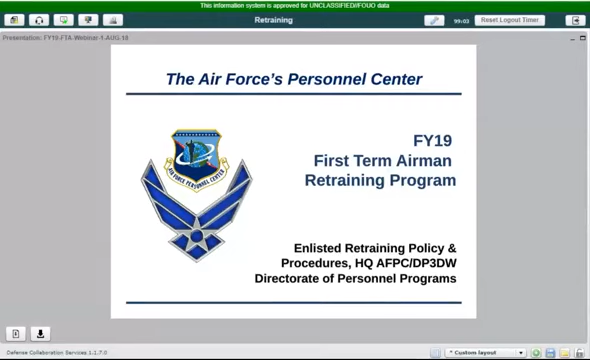 This information system is approved for UNCLASSIFIED//FOUO data
Retraining
99:03
Reset Logout Timer
Presentation: FY19-FTA-Webinar-1.AUG.18
The Air Force's Personnel Center
AIR FORCE PERSONNEL CENTER
FY19
First Term Airman
Retraining Program
Enlisted Retraining Policy &
Procedures, HQ AFPC/DP3DW
Directorate of Personnel Programs
Defense Collaboration Services 1.1.7.0
* Custom layout